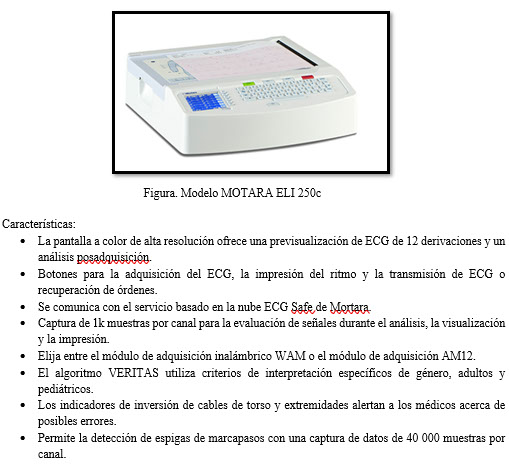 Figura. Modelo MOTARA ELI 250c
Características:
• La pantalla a color de alta resolución ofrece una previsualización de ECG de 12 derivaciones y un
análisis posadquisición.
• Botones para la adquisición del ECG, la impresión del ritmo y la transmisión de ECG o
recuperación de órdenes.
• Se comunica con el servicio basado en la nube ECG Safe de Mortara.
• Captura de 1k muestras por canal para la evaluación de señales durante el análisis, la visualización
y la impresión.
• Elija entre el módulo de adquisición inalámbrico WAM o el módulo de adquisición AM12.
• El algoritmo VERITAS utiliza criterios de interpretación específicos de género, adultos y
pediátricos.
• Los indicadores de inversión de cables de torso y extremidades alertan a los médicos acerca de
posibles errores.
• Permite la detección de espigas de marcapasos con una captura de datos de 40 000 muestras por
canal.